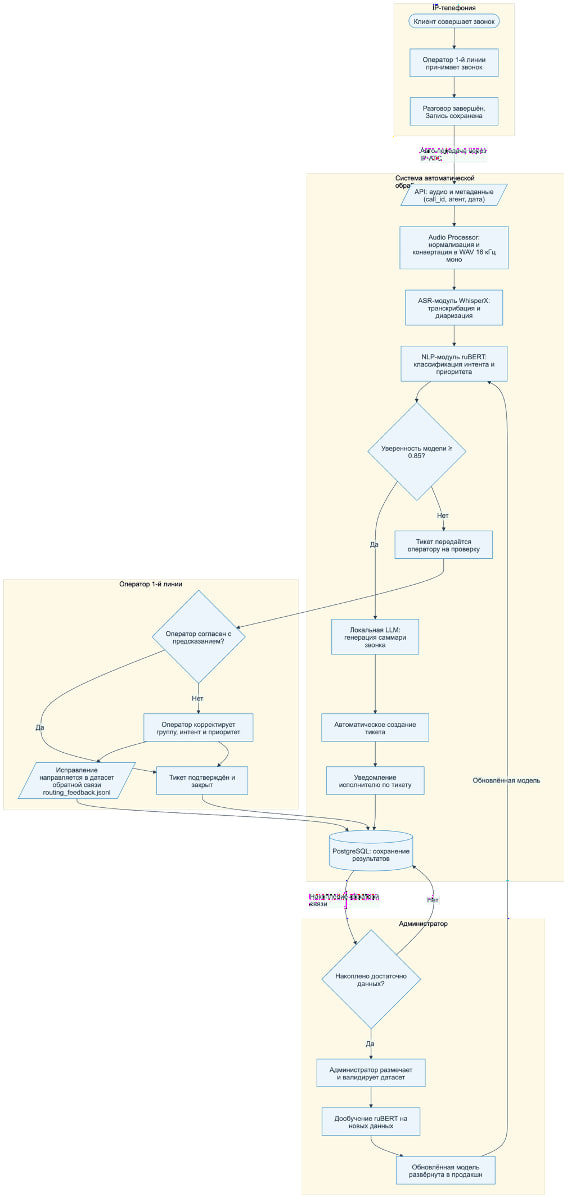 IP-телефония
Клиент совершает звонок
Оператор 1-й линии
принимает звонок
Разговор завершён.
Запись сохранена
Система автоматической
API: аудио и метаданные
(call_id, агент, дата)
Audio Processor:
нормализация и
конвертация в WAV 16 кГц
моно
ASR-модуль WhisperX:
транскрибация и
диаризация
NLP-модуль ruBERT:
классификация интента и
приоритета
Уверенность модели ≥
0.85?
Нет
Да
Тикет передаётся
оператору на проверку
Оператор 1-й линии
Оператор согласен с
предсказанием?
Нет
Да
Оператор корректирует
группу, интент и приоритет
Исправление
направляется в датасет
обратной связи
routing_feedback.jsonl
Тикет подтверждён и
закрыт
Локальная LLM:
генерация саммари
звонка
Автоматическое создание
тикета
Уведомление
исполнителю по тикету
Обновлённая модель
PostgreSQL: сохранение
результатов
связи
Нет
Администратор
Накоплено достаточно
данных?
Да
Администратор размечает
и валидирует датасет
Дообучение ruBERT на
новых данных
Обновлённая модель
развёрнута в продакшн